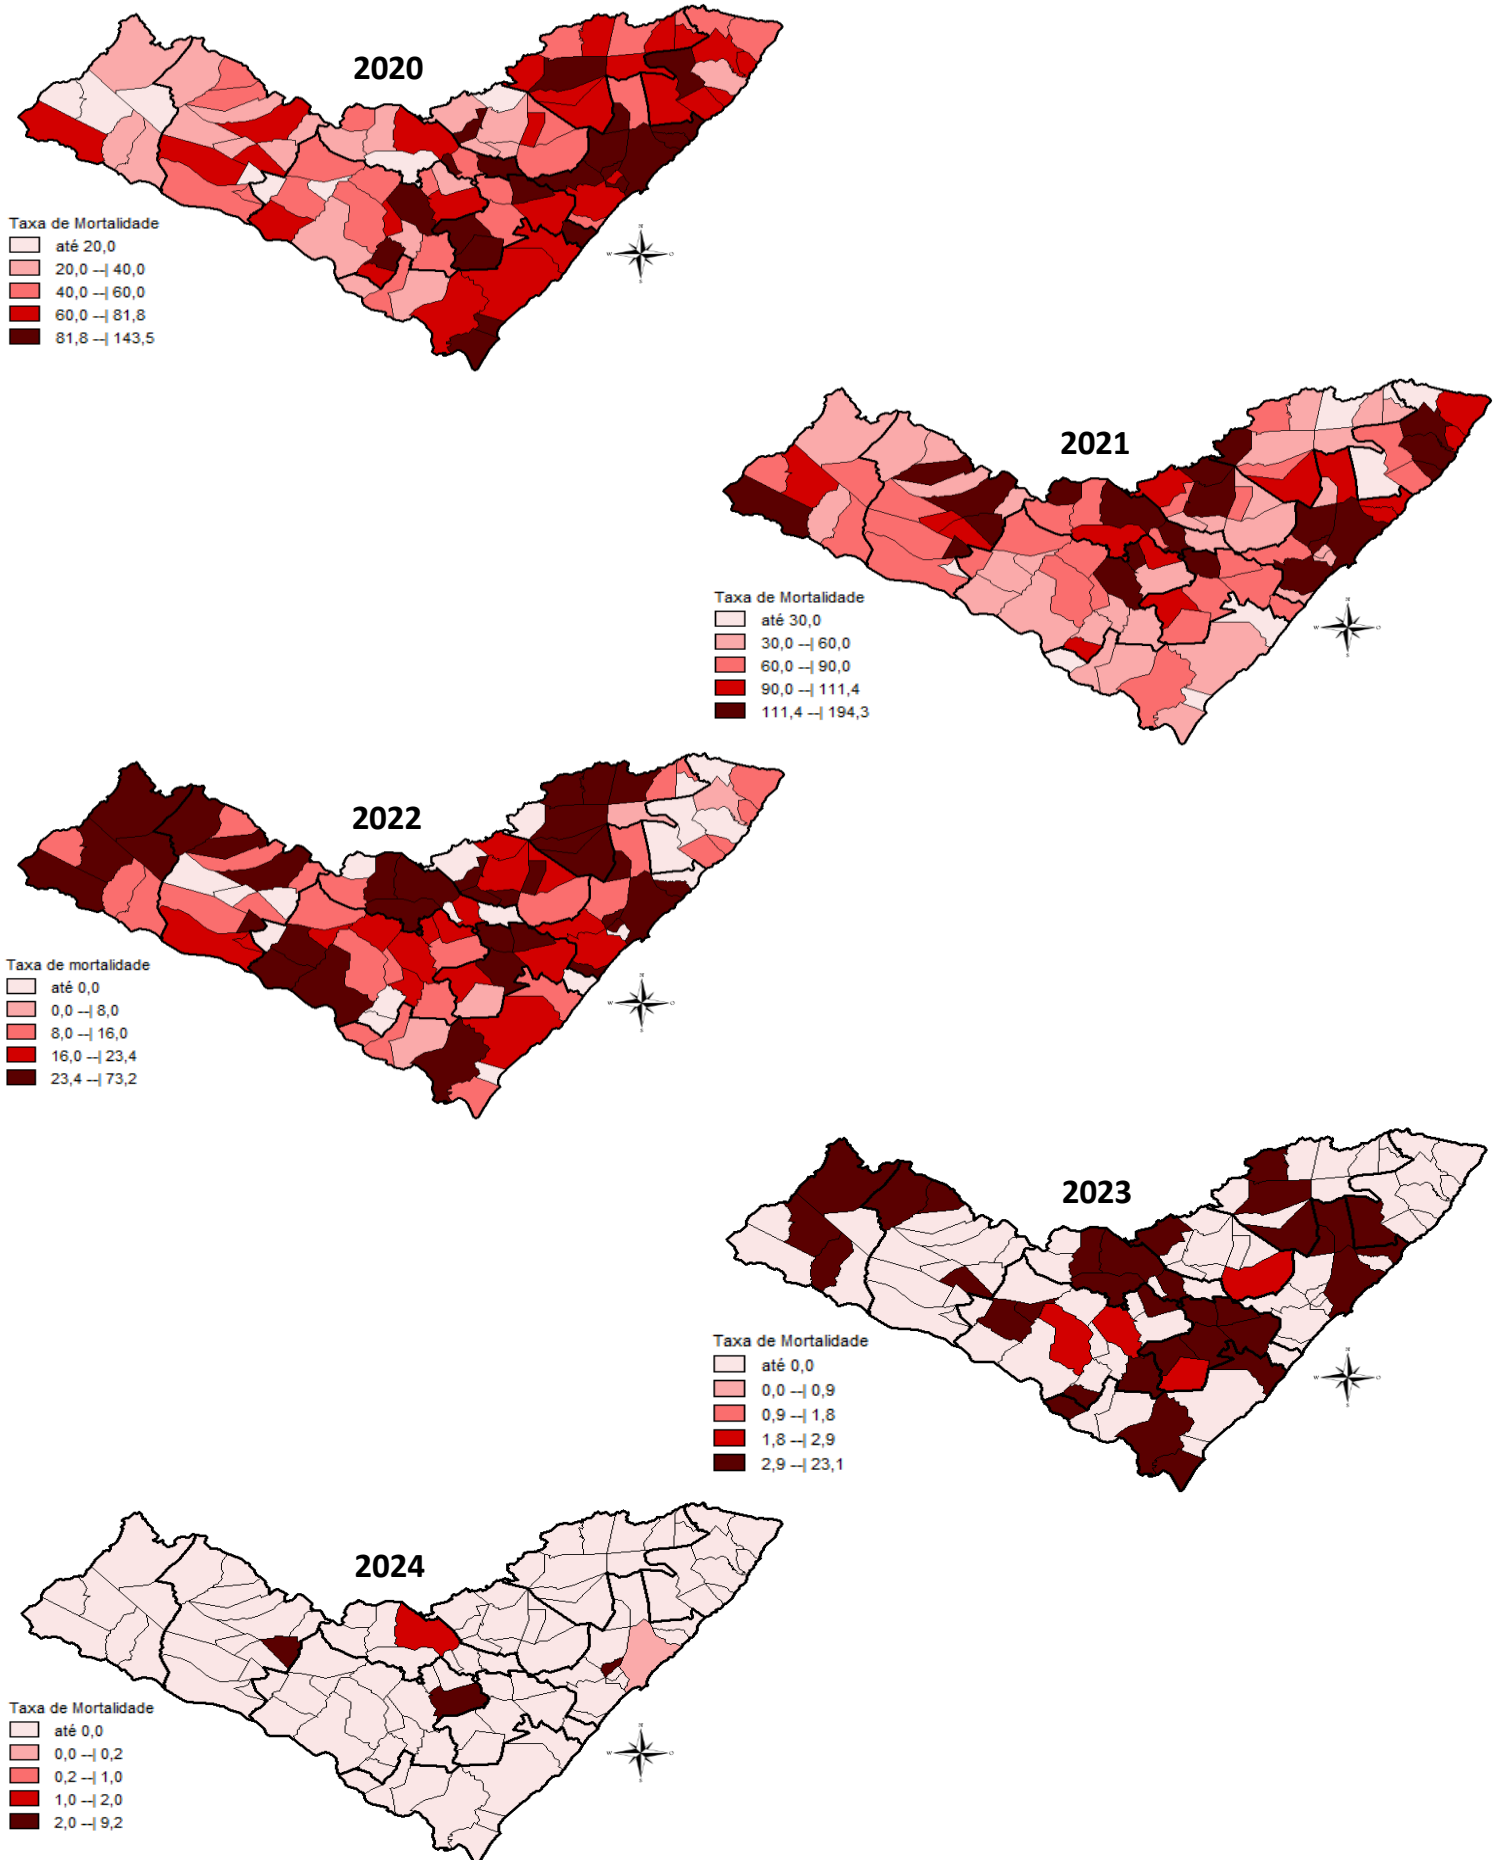 2020
Taxa de Mortalidade
até 20,0
20,0 --| 40,0
40,0 --| 60,0
60,0 --| 81,8
81,8 --| 143,5
2021
Taxa de Mortalidade
até 30,0
30,0 --| 60,0
60,0 --| 90,0
90,0 --| 111,4
111,4 --| 194,3
2022
Taxa de mortalidade
até 0,0
0,0 --| 8,0
8,0 --| 16,0
16,0 --| 23,4
23,4 --| 73,2
2023
Taxa de Mortalidade
até 0,0
0,0 --| 0,9
0,9 --| 1,8
1,8 --| 2,9
2,9 --| 23,1
2024
Taxa de Mortalidade
até 0,0
0,0 --| 0,2
0,2 --| 1,0
1,0 --| 2,0
2,0 --| 9,2